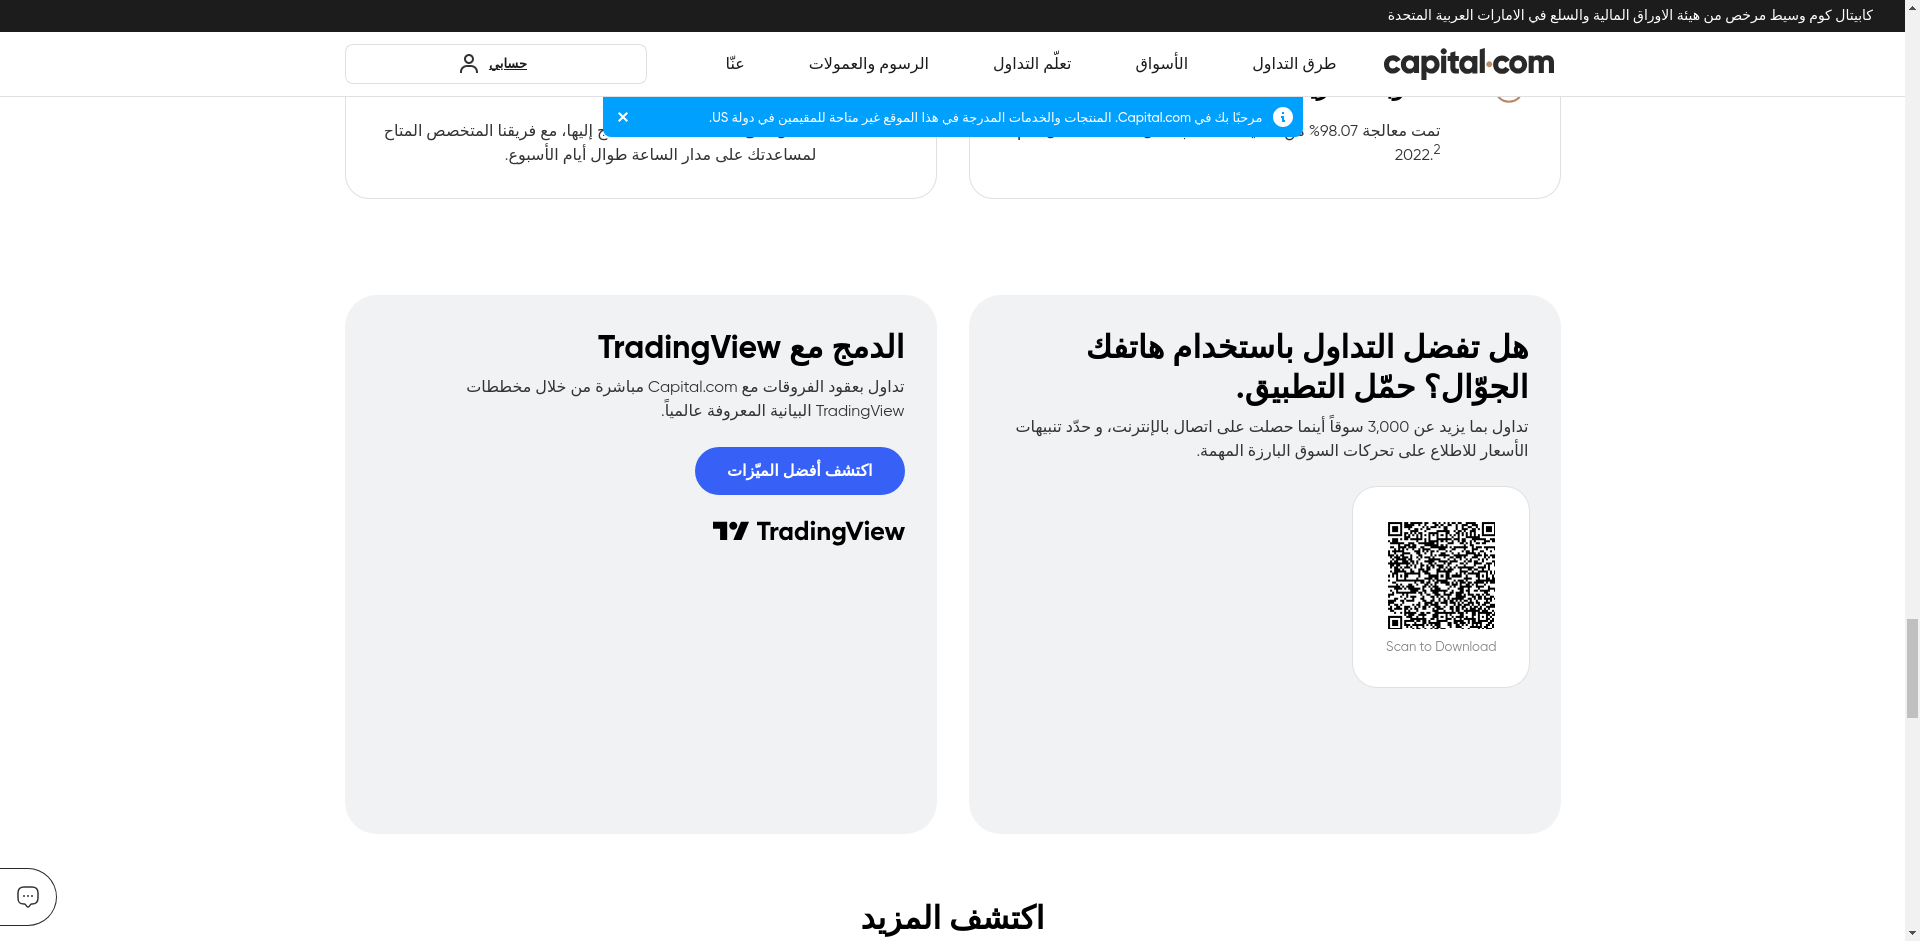 كابيتال كوم وسيط مرخص من هيئة الاوراق المالية والسلع في الامارات العربية المتحدة
capital.com
طرق التداول
الأسواق
تعلّم التداول
الرسوم والعمولات
عنّا
حسابي
مرحبًا بك في Capital.com. المنتجات والخدمات المدرجة في هذا الموقع غير متاحة للمقيمين في دولة US.
تمت معالجة 98.07%
2022.2
إليها، مع فريقنا المتخصص المتاح
لمساعدتك على مدار الساعة طوال أيام الأسبوع.
هل تفضل التداول باستخدام هاتفك
الجوّال؟ حمّل التطبيق.
تداول بما يزيد عن 3,000 سوقاً أينما حصلت على اتصال بالإنترنت، و حدّد تنبيهات
الأسعار للاطلاع على تحركات السوق البارزة المهمة.
Scan to Download
الدمج مع TradingView
تداول بعقود الفروقات مع Capital.com مباشرة من خلال مخططات
TradingView البيانية المعروفة عالمياً.
اكتشف أفضل الميّزات
TradingView
اكتشف المزيد